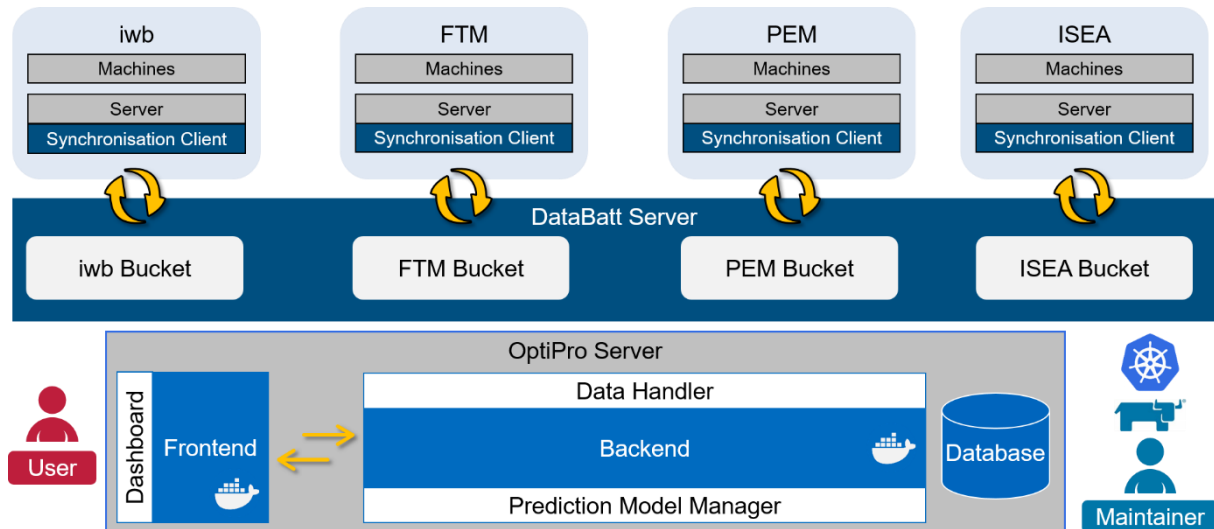 iwb
Machines
Server
Synchronisation Client
FTM
Machines
Server
Synchronisation Client
PEM
Machines
Server
Synchronisation Client
ISEA
Machines
Server
Synchronisation Client
DataBatt Server
iwb Bucket
FTM Bucket
PEM Bucket
ISEA Bucket
OptiPro Server
User
Dashboard
Frontend
Data Handler
Backend
Prediction Model Manager
Database
Maintainer